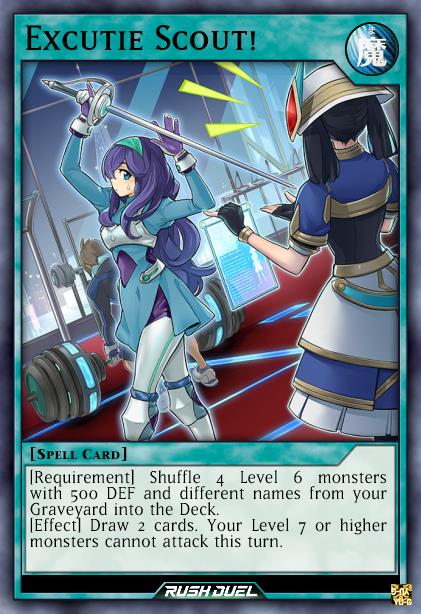 Excutie Scout!
ま
魔
[Spell Card]
[Requirement] Shuffle 4 Level 6 monsters
with 500 DEF and different names from your
Graveyard into the Deck.
[Effect] Draw 2 cards. Your Level 7 or higher
monsters cannot attack this turn.
RUSH DUEL